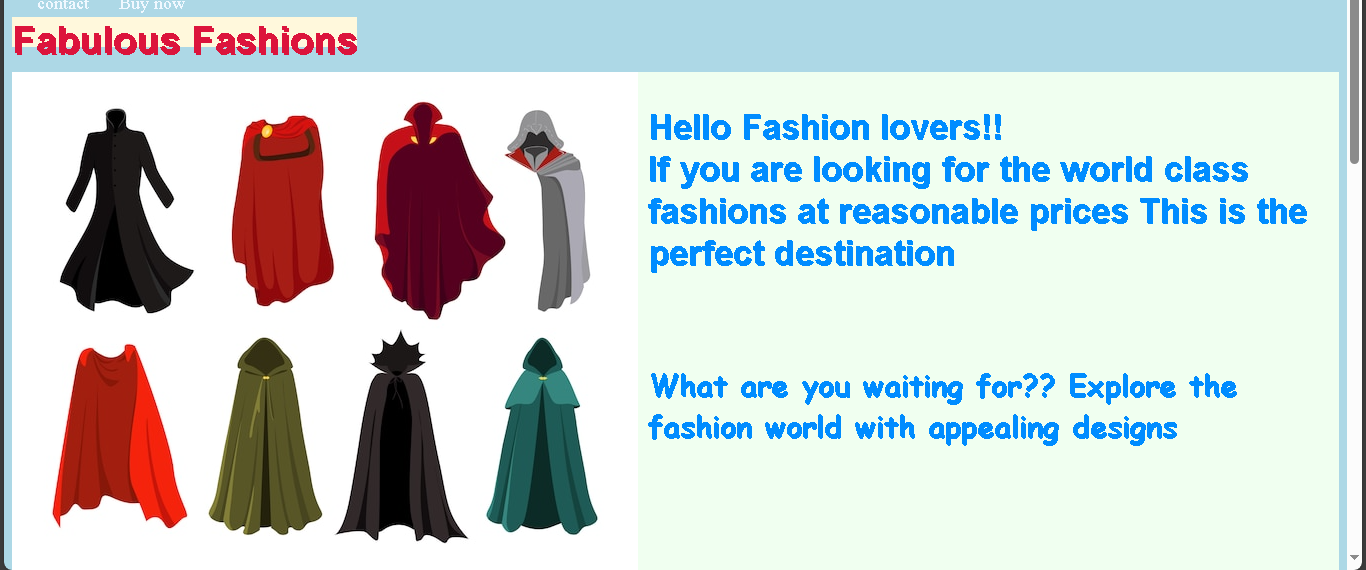 contact Buy now
Fabulous Fashions
Hello Fashion lovers!!
If you are looking for the world class
fashions at reasonable prices This is the
perfect destination
What are you waiting for?? Explore the
fashion world with appealing designs